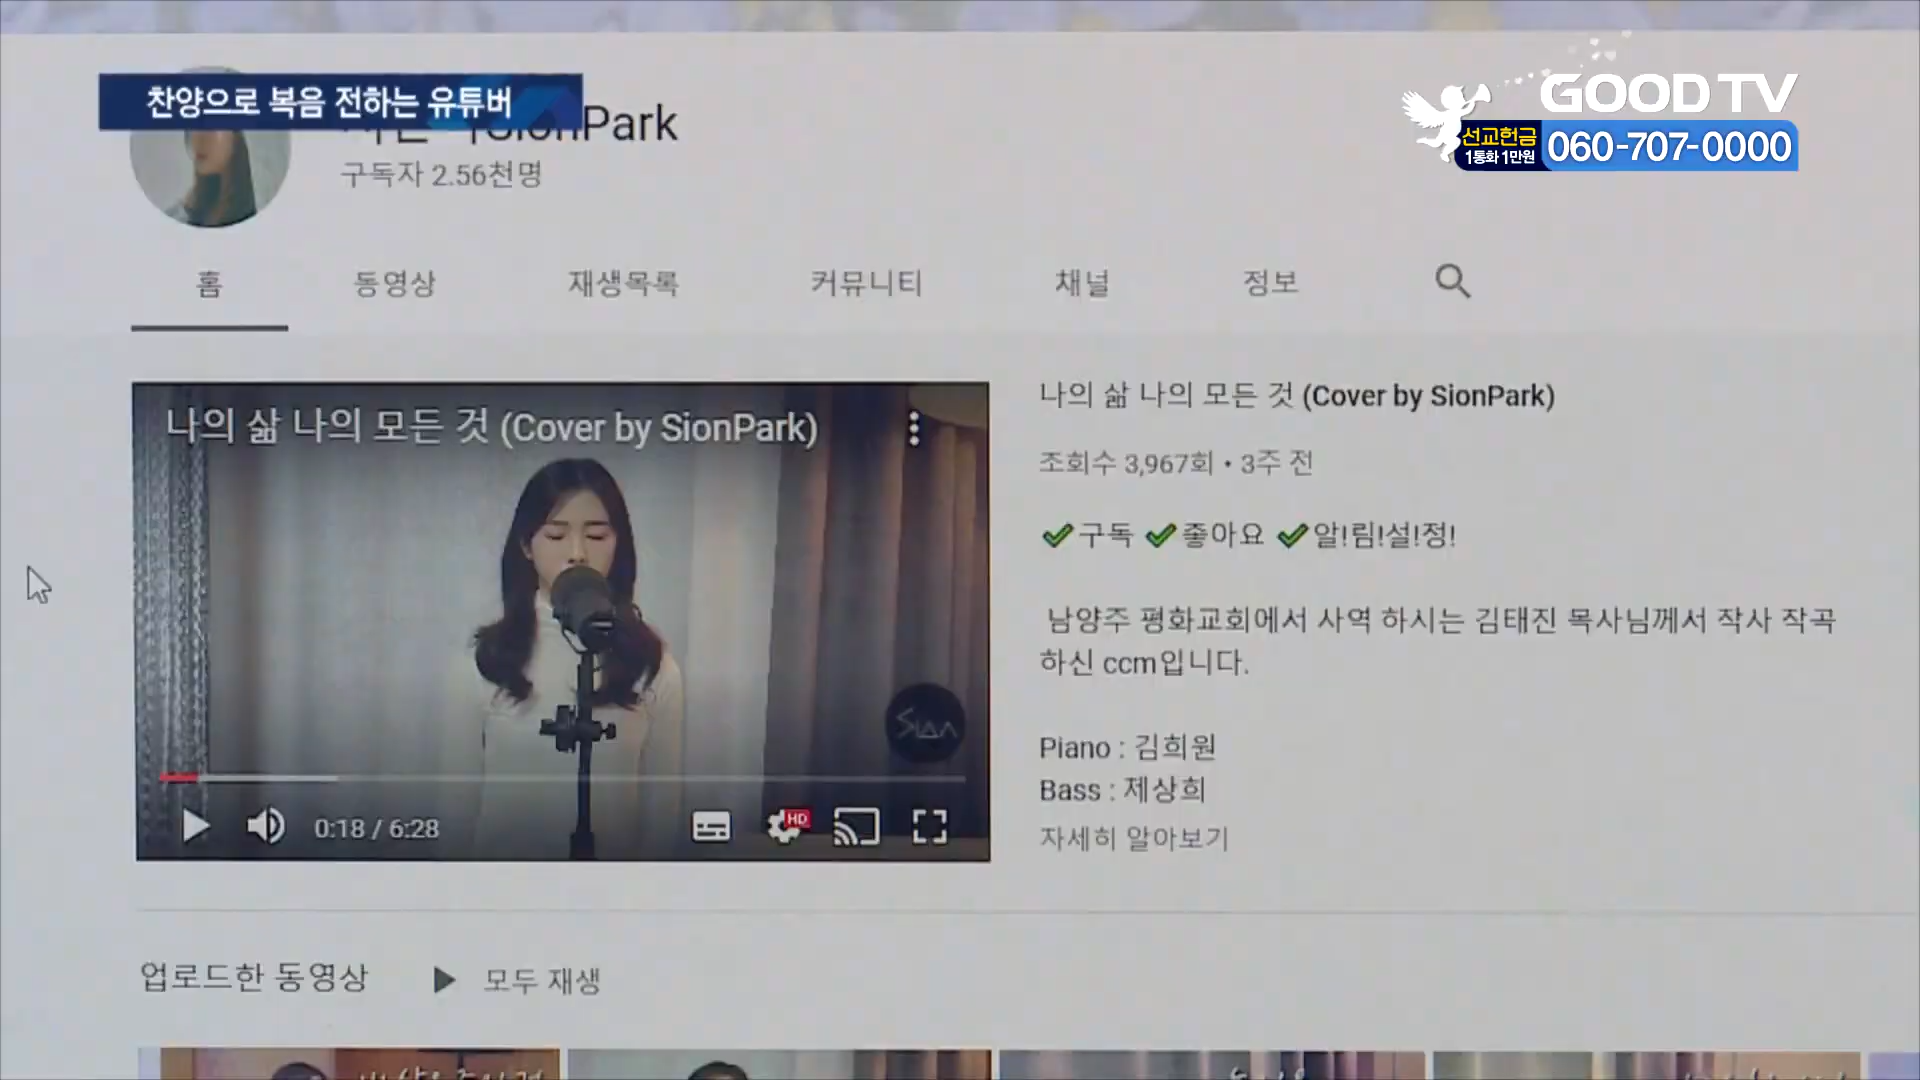 찬양으로 복음 전하는 유튜버
SionPark
구독자 2.56천명
GOODTV
선교헌금
1통화 1만원
060-707-0000
홈 동영상 재생목록 커뮤니티 채널 정보
나의 삶 나의 모든 것 (Cover by SionPark)
Sian
0:18 / 6:28
HD
나의 삶 나의 모든 것 (Cover by SionPark)
조회수 3,967회 • 3주 전
✔구독 ✔좋아요 ✔알!림!설!정!
남양주 평화교회에서 사역 하시는 김태진 목사님께서 작사 작곡
하신 ccm입니다.
Piano : 김희원
Bass : 제상희
자세히 알아보기
업로드한 동영상 ▶ 모두 재생